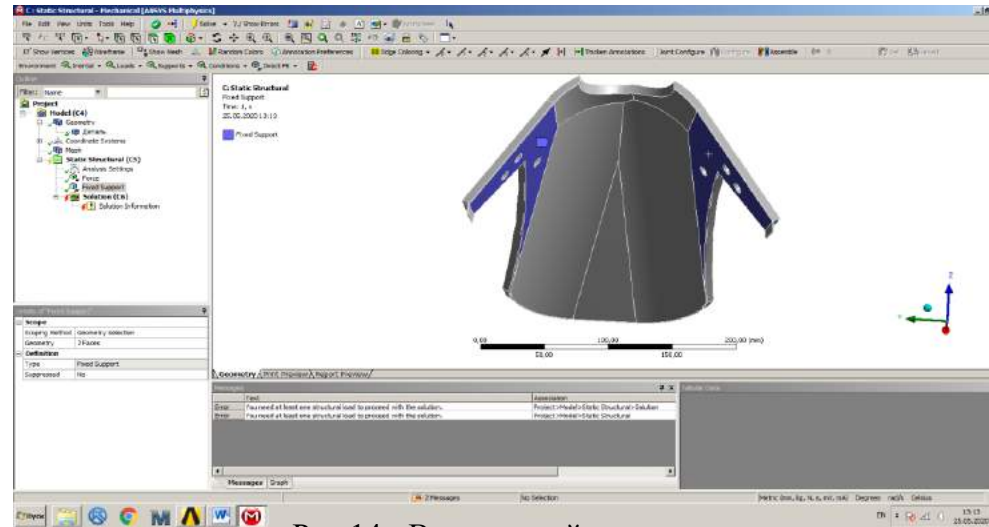 C: Static Structural - Mechanical [ANSYS Multiphysics]
File Edit View Units Tools Help Solve ?/ Show Errors
Show Vertices Wireframe Show Mesh Random Colors Annotation Preferences Edge Coloring Thicken Annotations
Environment Inertial Loads Supports Conditions Direct FE
Outline
Filter: Name
Project
Model (C4)
Geometry
Деталь
Coordinate Systems
Mesh
Static Structural (C5)
Analysis Settings
Force
Fixed Support
Solution (C6)
Solution Information
C: Static Structural
Fixed Support
Time: 1, s
25.05.2020 13:13
Fixed Support
Z
0,00 100,00 200,00 (mm)
50,00 150,00
Details of "Fixed Support"
Scope
Scoping Method Geometry Selection
Geometry 2 Faces
Definition
Type Fixed Support
Suppressed No
Geometry Print Preview Report Preview
Messages
Text Association
Error You need at least one structural load to proceed with the solution. Project>Model>Static Structural>Solution
Error You need at least one structural load to proceed with the solution. Project>Model>Static Structural
Messages Graph
Tabular Data
2 Messages No Selection Metric (mm, kg, N, s, mV, mA) Degrees rad/s Celsius
Пуск
EN
13:13
25.05.2020